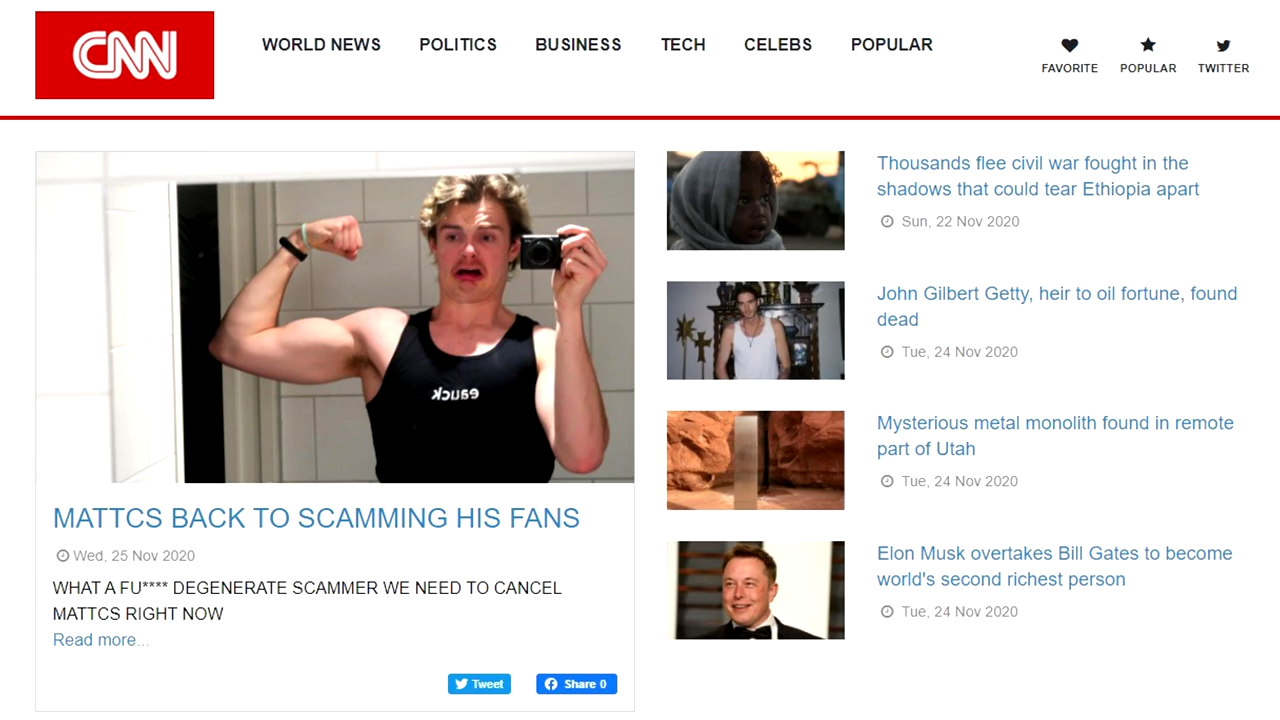 CNN
WORLD NEWS POLITICS BUSINESS TECH CELEBS POPULAR
FAVORITE POPULAR TWITTER
eauck
MATTCS BACK TO SCAMMING HIS FANS
Wed, 25 Nov 2020
WHAT A FU**** DEGENERATE SCAMMER WE NEED TO CANCEL
MATTCS RIGHT NOW
Read more...
Tweet Share 0
Thousands flee civil war fought in the
shadows that could tear Ethiopia apart
Sun, 22 Nov 2020
John Gilbert Getty, heir to oil fortune, found
dead
Tue, 24 Nov 2020
Mysterious metal monolith found in remote
part of Utah
Tue, 24 Nov 2020
Elon Musk overtakes Bill Gates to become
world's second richest person
Tue, 24 Nov 2020